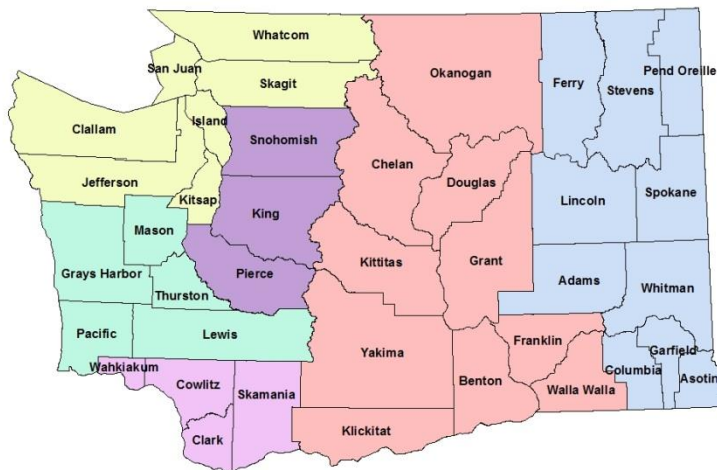 Whatcom
San Juan
Skagit
Okanogan
Ferry
Stevens
Pend Oreille
Clallam
Island
Snohomish
Chelan
Douglas
Jefferson
Kitsap
King
Lincoln
Spokane
Mason
Grays Harbor
Pierce
Kittitas
Grant
Adams
Whitman
Thurston
Pacific
Lewis
Yakima
Franklin
Garfield
Wahkiakum
Cowlitz
Skamania
Benton
Walla Walla
Columbia
Asotin
Clark
Klickitat